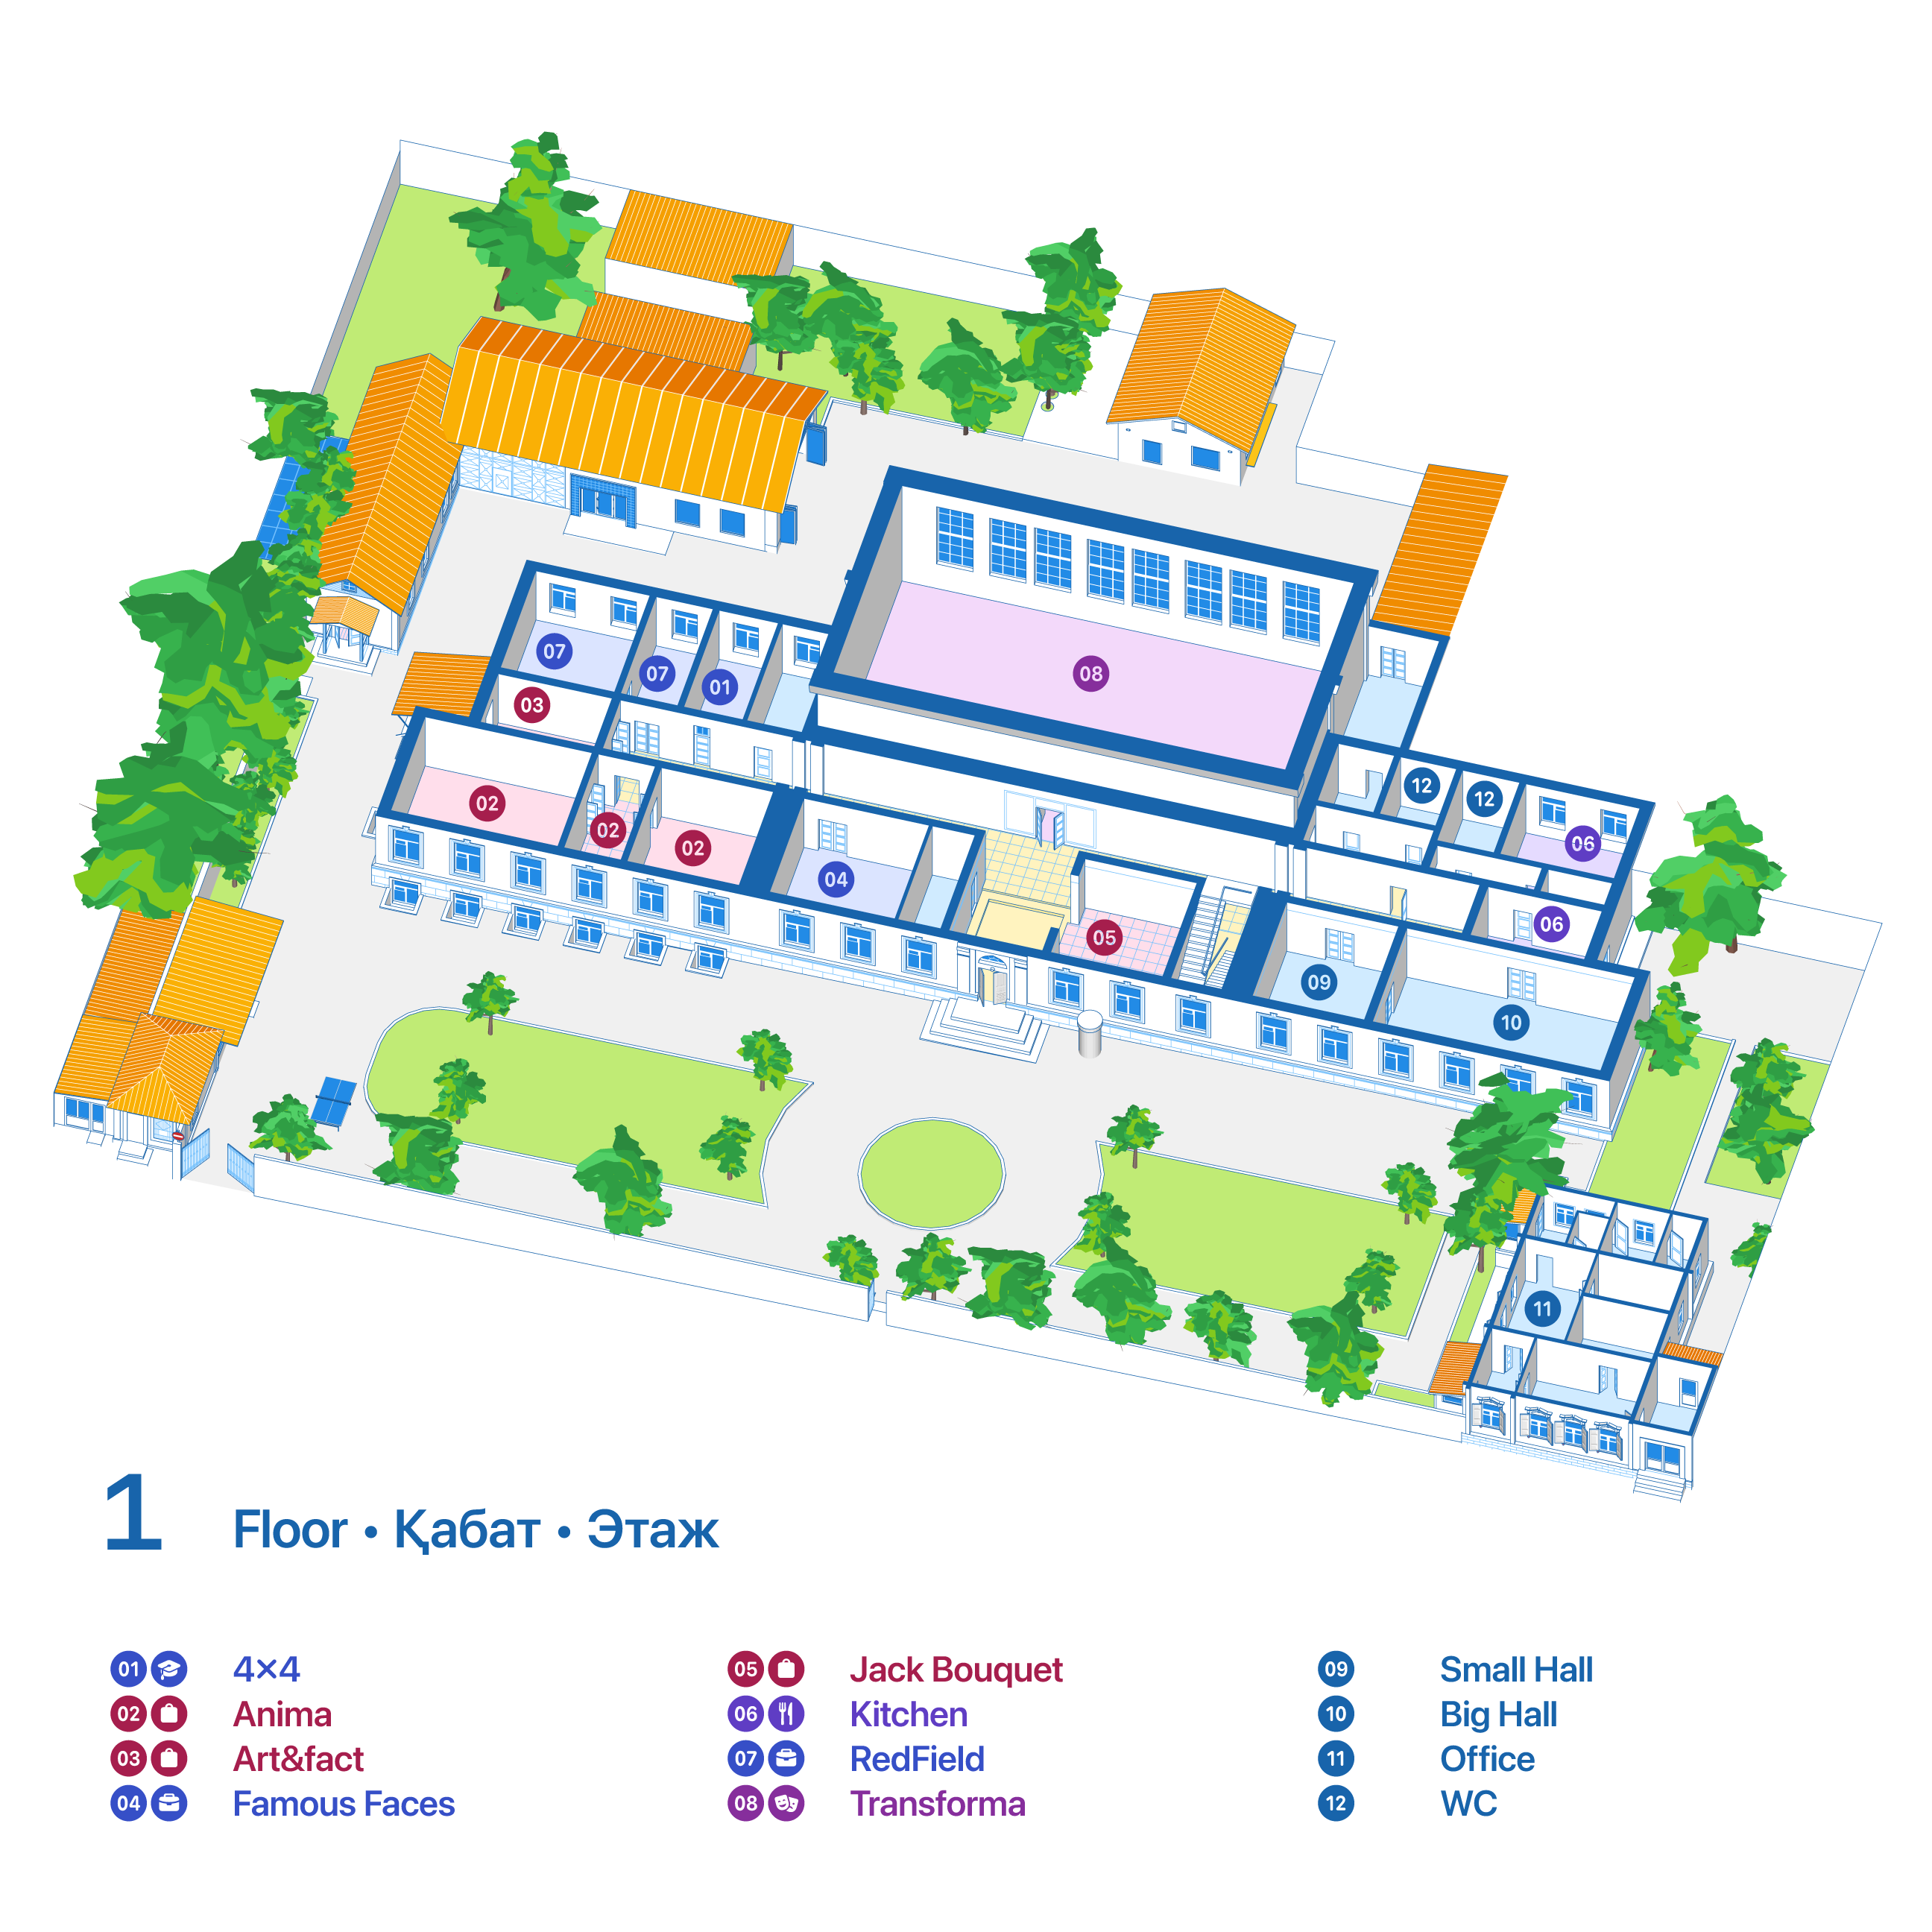 08
07
07
01
03
12
12
02
02
02
04
06
06
05
09
10
11
1 Floor • Қабат • Этаж
01 4×4
02 Anima
03 Art&fact
04 Famous Faces
05 Jack Bouquet
06 Kitchen
07 RedField
08 Transforma
09 Small Hall
10 Big Hall
11 Office
12 WC